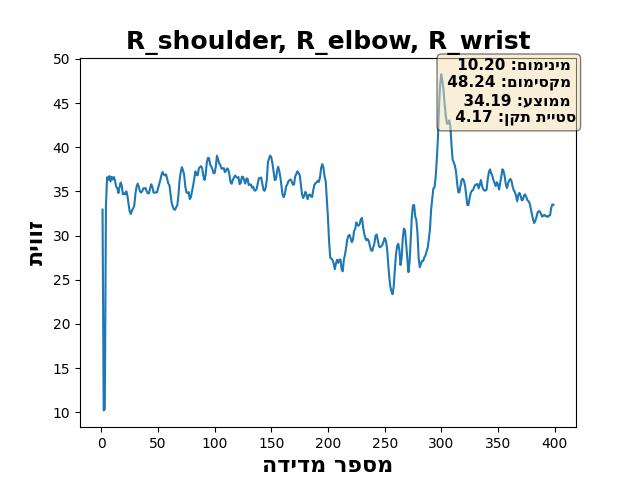 R_shoulder, R_elbow, R_wrist
מינימום: 10.20
מקסימום: 48.24
ממוצע: 34.19
סטיית תקן: 4.17
זווית
50
45
40
35
30
25
20
15
10
0 50 100 150 200 250 300 350 400
מספר מדידה